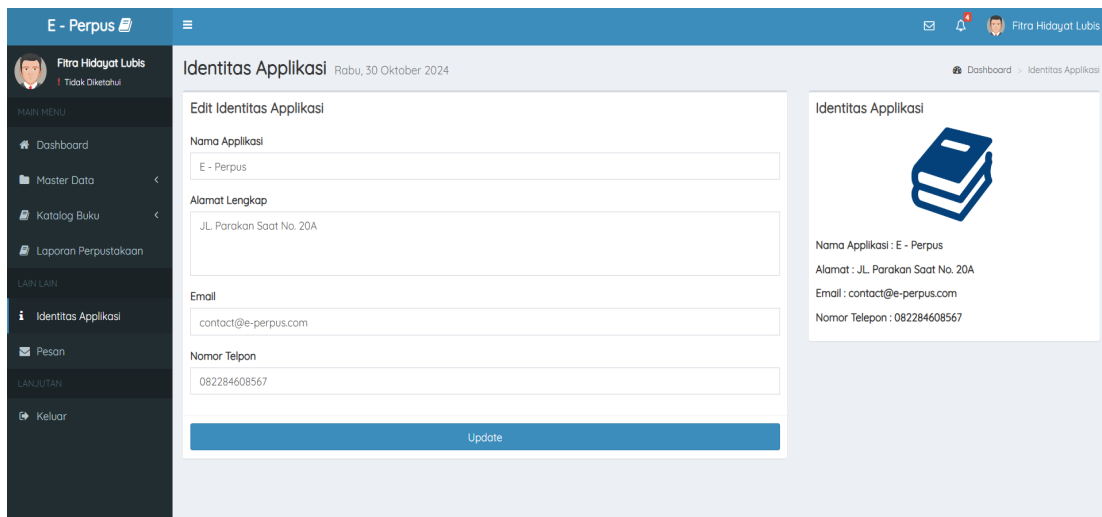 E - Perpus
4
Fitra Hidayat Lubis
Fitra Hidayat Lubis
! Tidak Diketahui
MAIN MENU
Dashboard
Master Data
Katalog Buku
Laporan Perpustakaan
LAIN LAIN
Identitas Applikasi
Pesan
LANJUTAN
Keluar
Identitas Applikasi Rabu, 30 Oktober 2024
Dashboard > Identitas Applikasi
Edit Identitas Applikasi
Nama Applikasi
E - Perpus
Alamat Lengkap
JL. Parakan Saat No. 20A
Email
contact@e-perpus.com
Nomor Telpon
082284608567
Update
Identitas Applikasi
Nama Applikasi : E - Perpus
Alamat : JL. Parakan Saat No. 20A
Email : contact@e-perpus.com
Nomor Telepon : 082284608567